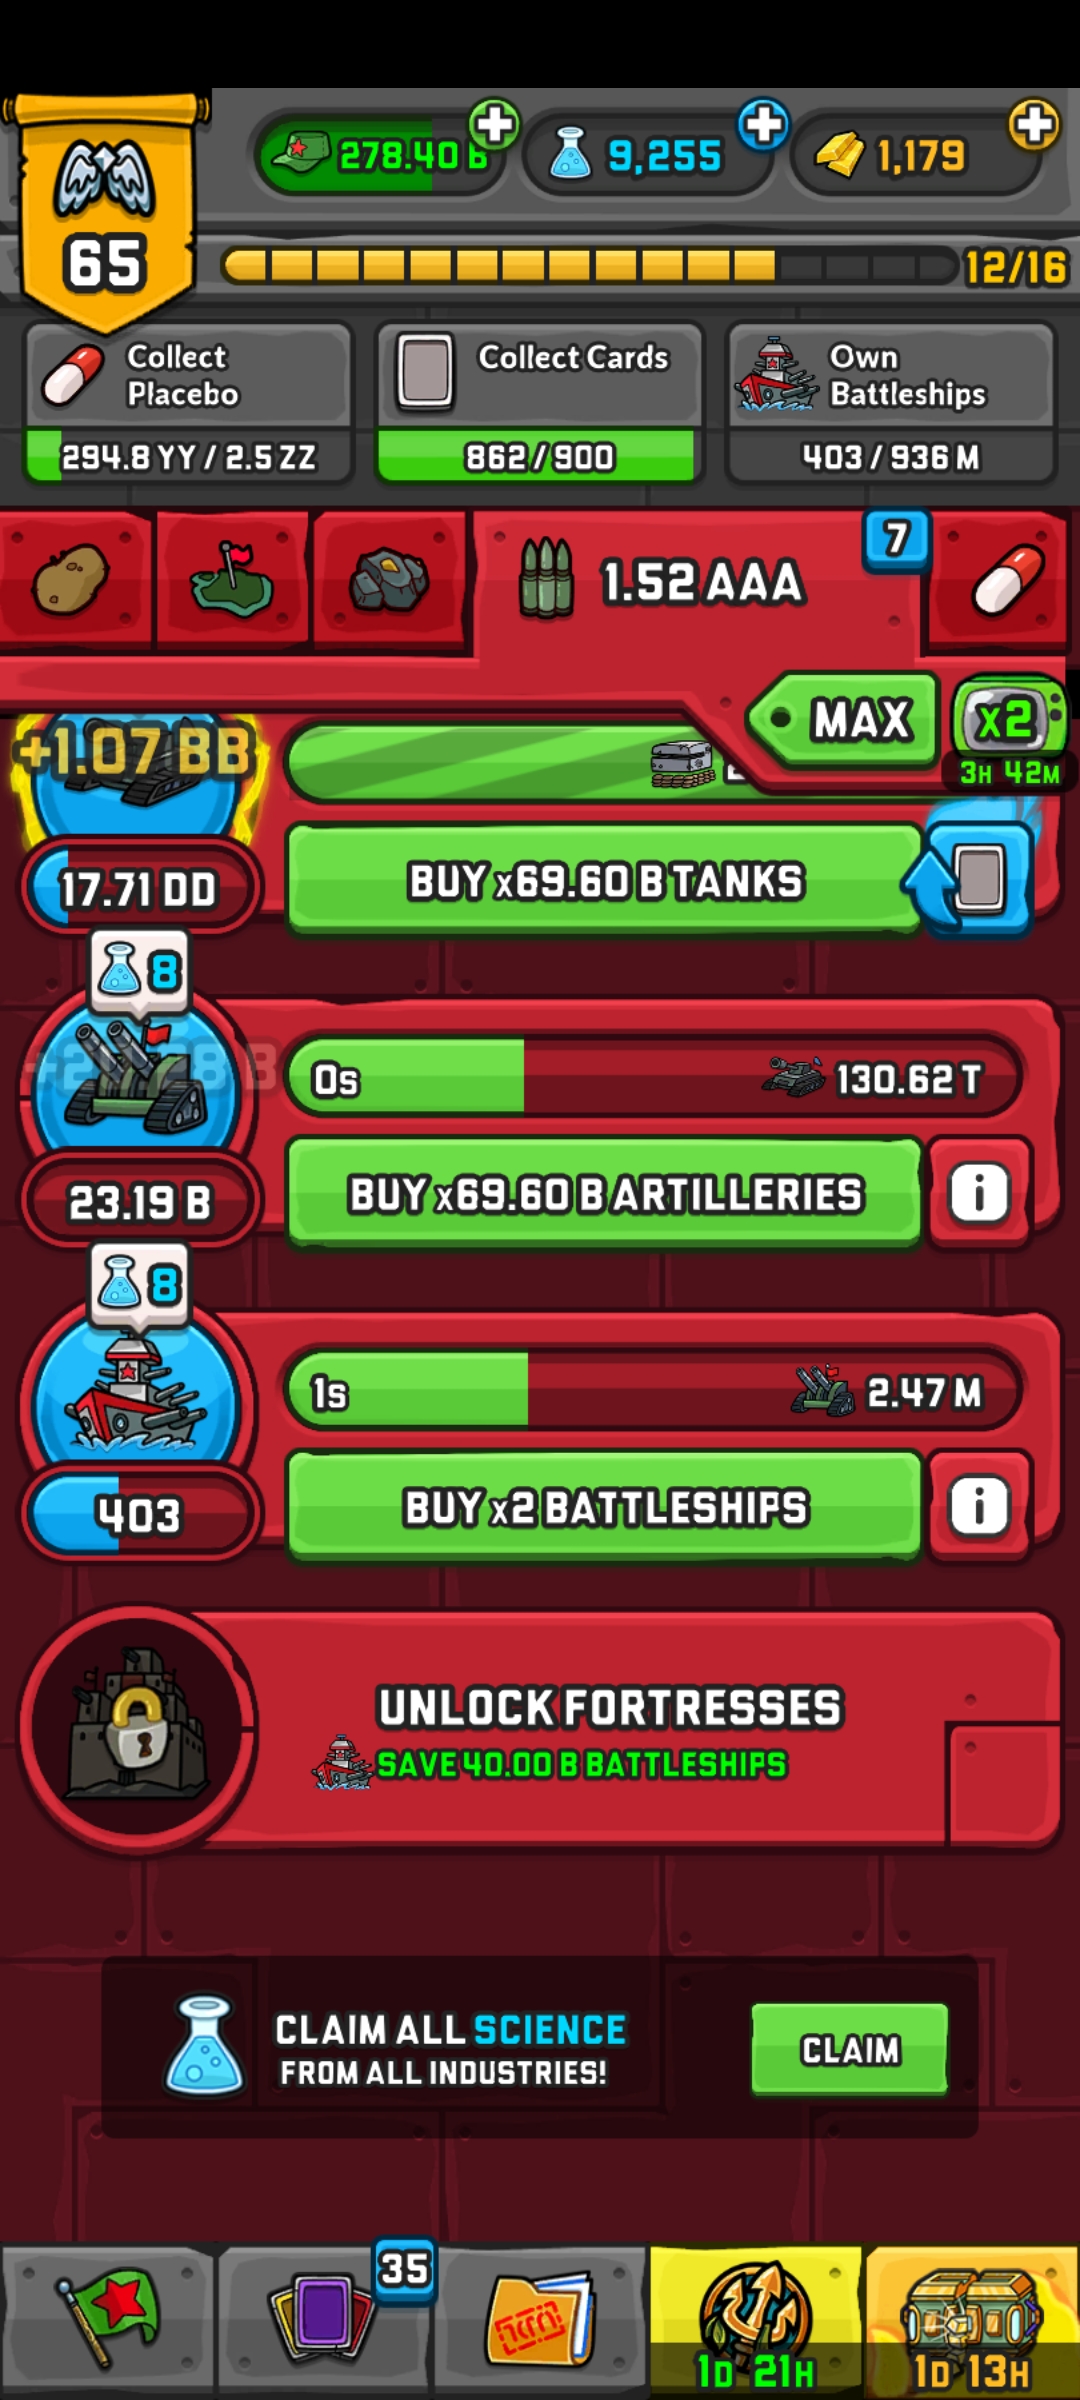 65
278.40 B
9,255
1,179
12/16
Collect
Placebo
294.8 YY / 2.5 ZZ
Collect Cards
862/900
Own
Battleships
403 / 936 M
1.52 AAA
7
MAX
x2
3H 42M
+1.07 BB
17.71 DD
BUY x69.60 B TANKS
8
0s
130.62 T
23.19 B
BUY x69.60 B ARTILLERIES
i
8
1s
2.47 M
403
BUY x2 BATTLESHIPS
i
UNLOCK FORTRESSES
SAVE 40.00 B BATTLESHIPS
CLAIM ALL SCIENCE
FROM ALL INDUSTRIES!
CLAIM
35
1D 21H
1D 13H